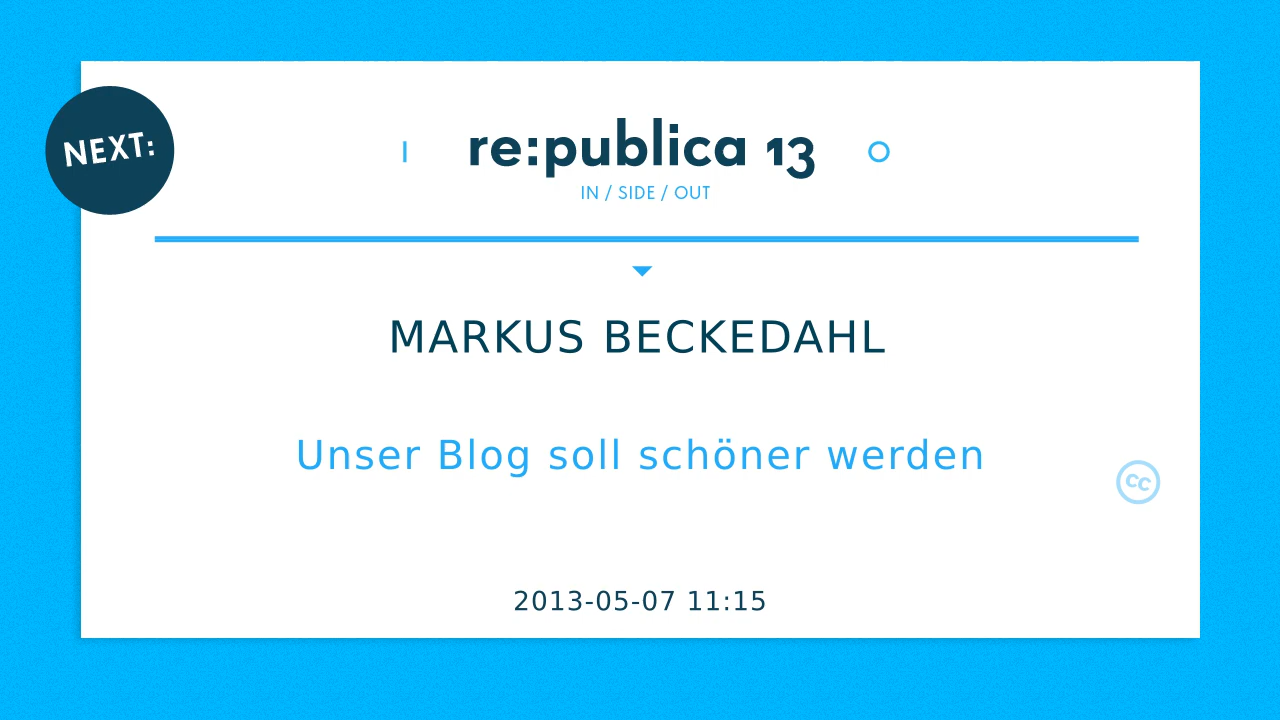 NEXT:
re:publica 13
IN / SIDE / OUT
MARKUS BECKEDAHL
Unser Blog soll schöner werden
cc
2013-05-07 11:15